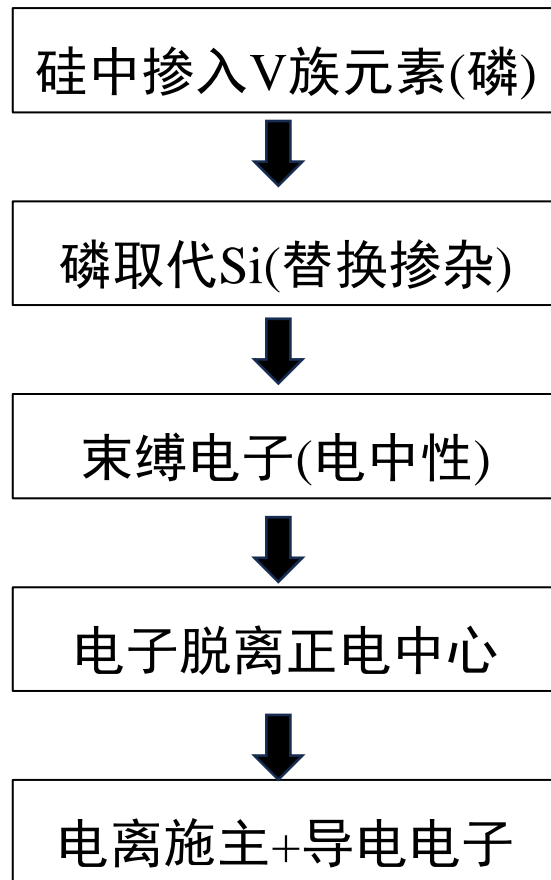 硅中掺入V族元素(磷)
磷取代Si(替换掺杂)
束缚电子(电中性)
电子脱离正电中心
电离施主+导电电子